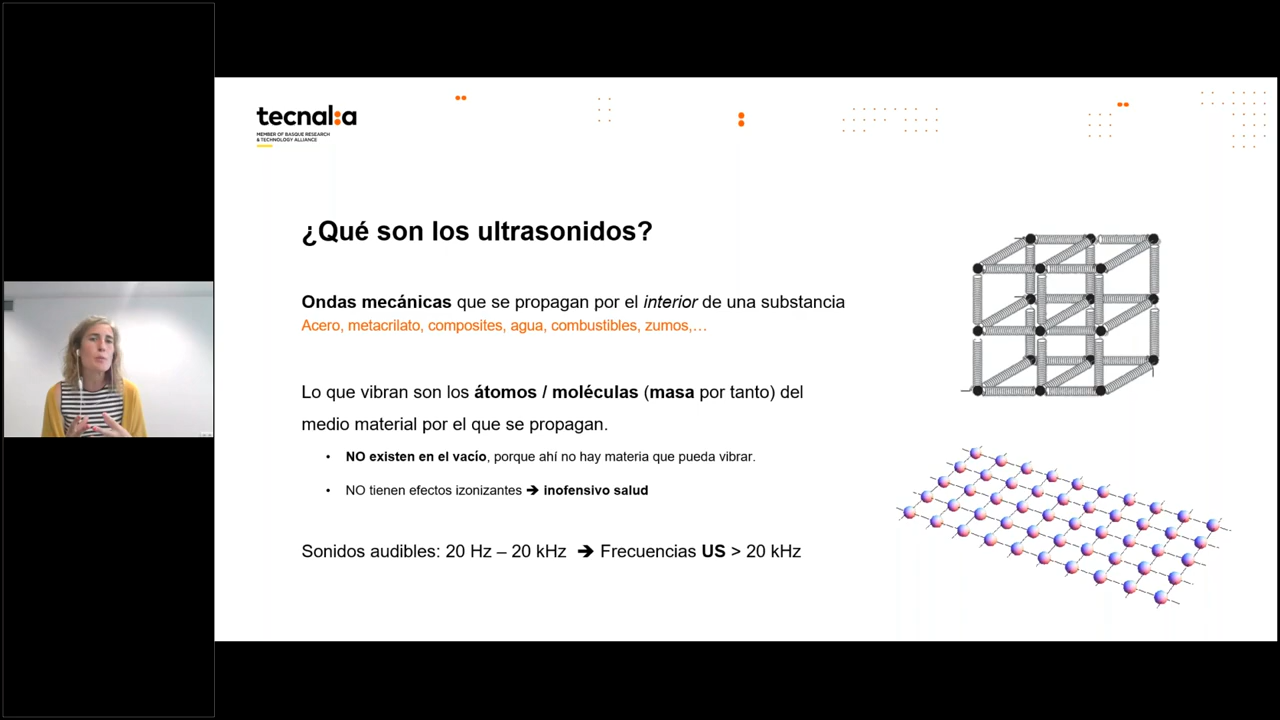 tecnal:a
MEMBER OF BASQUE RESEARCH
& TECHNOLOGY ALLIANCE
¿Qué son los ultrasonidos?
Ondas mecánicas que se propagan por el interior de una substancia
Acero, metacrilato, composites, agua, combustibles, zumos,...
Lo que vibran son los átomos / moléculas (masa por tanto) del
medio material por el que se propagan.
• NO existen en el vacío, porque ahí no hay materia que pueda vibrar.
• NO tienen efectos izonizantes ➔ inofensivo salud
Sonidos audibles: 20 Hz – 20 kHz ➔ Frecuencias US > 20 kHz